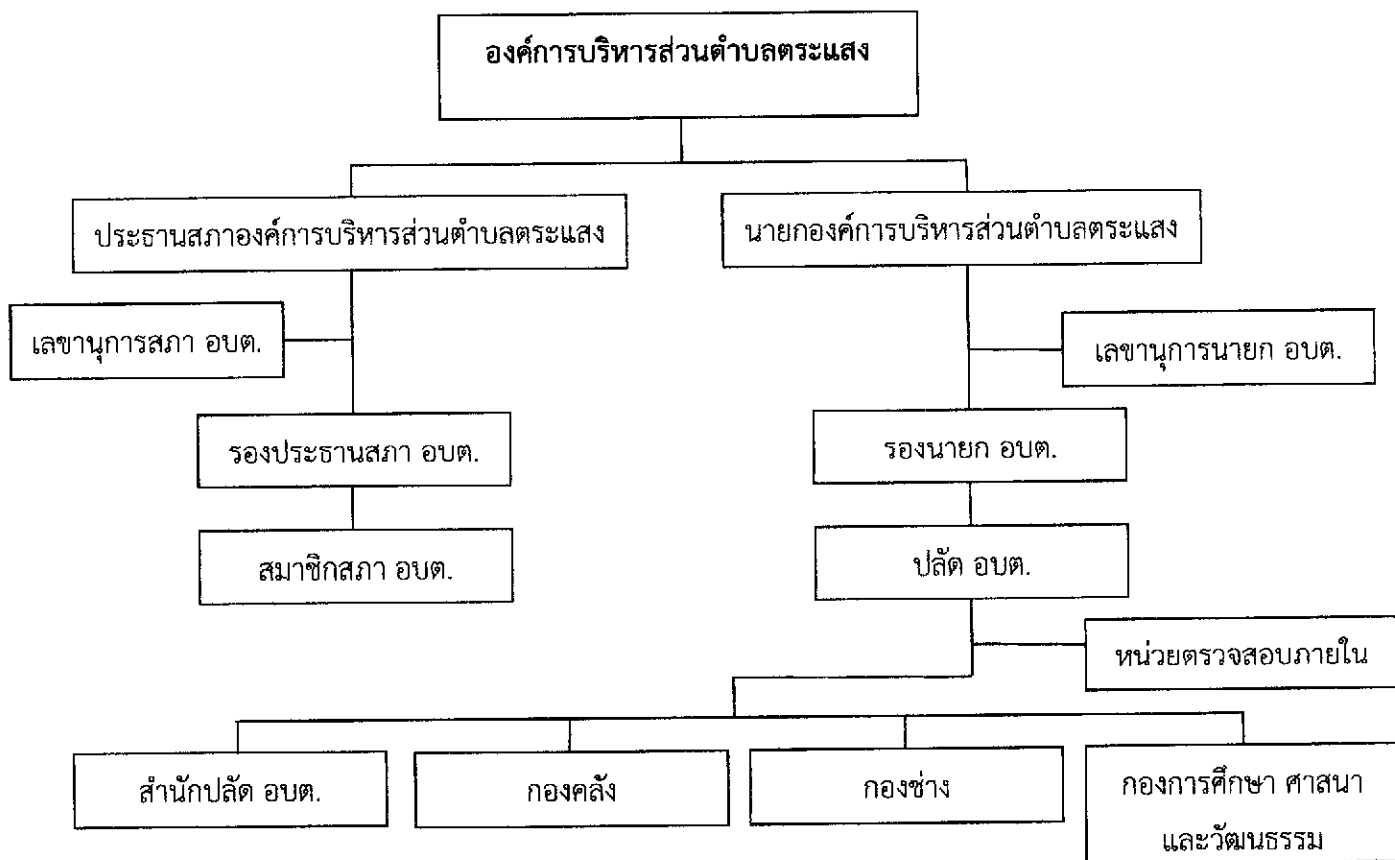 องค์การบริหารส่วนตำบลตระแสง
ประธานสภาองค์การบริหารส่วนตำบลตระแสง
นายกองค์การบริหารส่วนตำบลตระแสง
เลขานุการสภา อบต.
เลขานุการนายก อบต.
รองประธานสภา อบต.
รองนายก อบต.
สมาชิกสภา อบต.
ปลัด อบต.
หน่วยตรวจสอบภายใน
สำนักปลัด อบต.
กองคลัง
กองช่าง
กองการศึกษา ศาสนา
และวัฒนธรรม